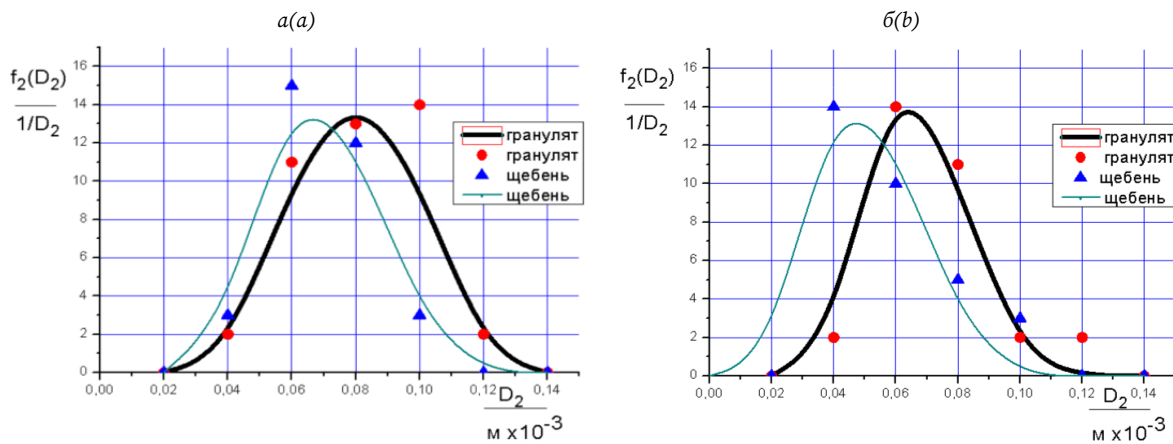 а(a)
f₂(D₂)
1/D₂
16
14
12
10
8
6
4
2
0
0,00
0,02
0,04
0,06
0,08
0,10
0,12
0,14
D₂
м x10⁻³
гранулят
гранулят
щебень
щебень
б(b)
f₂(D₂)
1/D₂
16
14
12
10
8
6
4
2
0
0,00
0,02
0,04
0,06
0,08
0,10
0,12
0,14
D₂
м x10⁻³
гранулят
гранулят
щебень
щебень